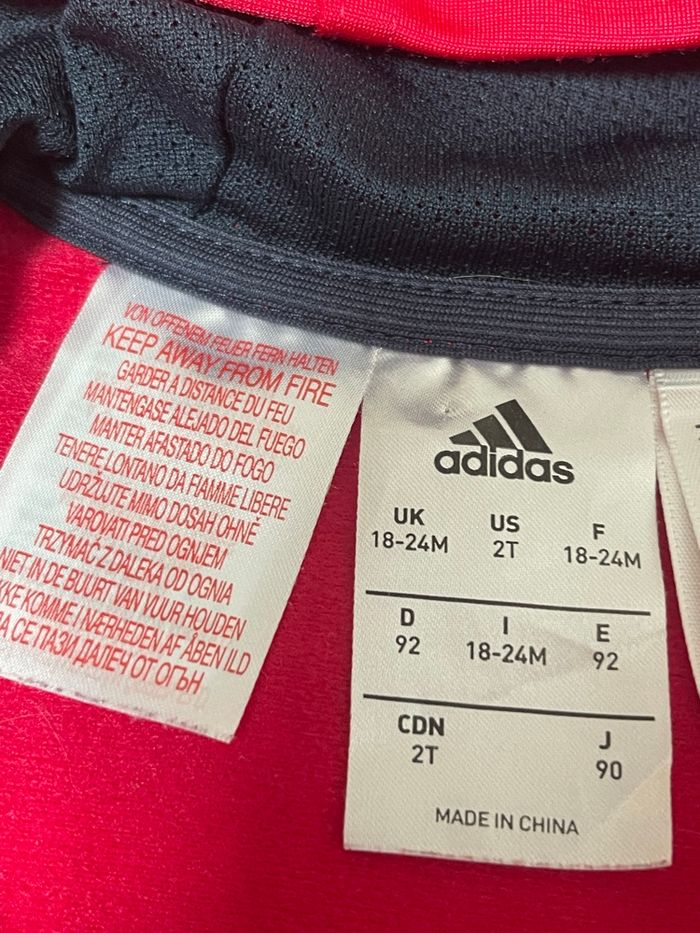 VON OFFENEM FEUER FERN HALTEN
KEEP AWAY FROM FIRE
GARDER A DISTANCE DU FEU
MANTENGASE ALEJADO DEL FUEGO
MANTER AFASTADO DO FOGO
TENERE LONTANO DA FIAMME LIBERE
UDRŽUJTE MIMO DOSAH OHNĚ
VAROVATI PRED OGNJEM
TRZYMAĆ Z DALEKA OD OGNIA
NIET IN DE BUURT VAN VUUR HOUDEN
KOMME I NÆRHEDEN AF ÅBEN ILD
СЕ ПАЗИ ДАЛЕЧ ОТ ОГЪН
adidas
UK US F
18-24M 2T 18-24M
D I E
92 18-24M 92
CDN J
2T 90
MADE IN CHINA